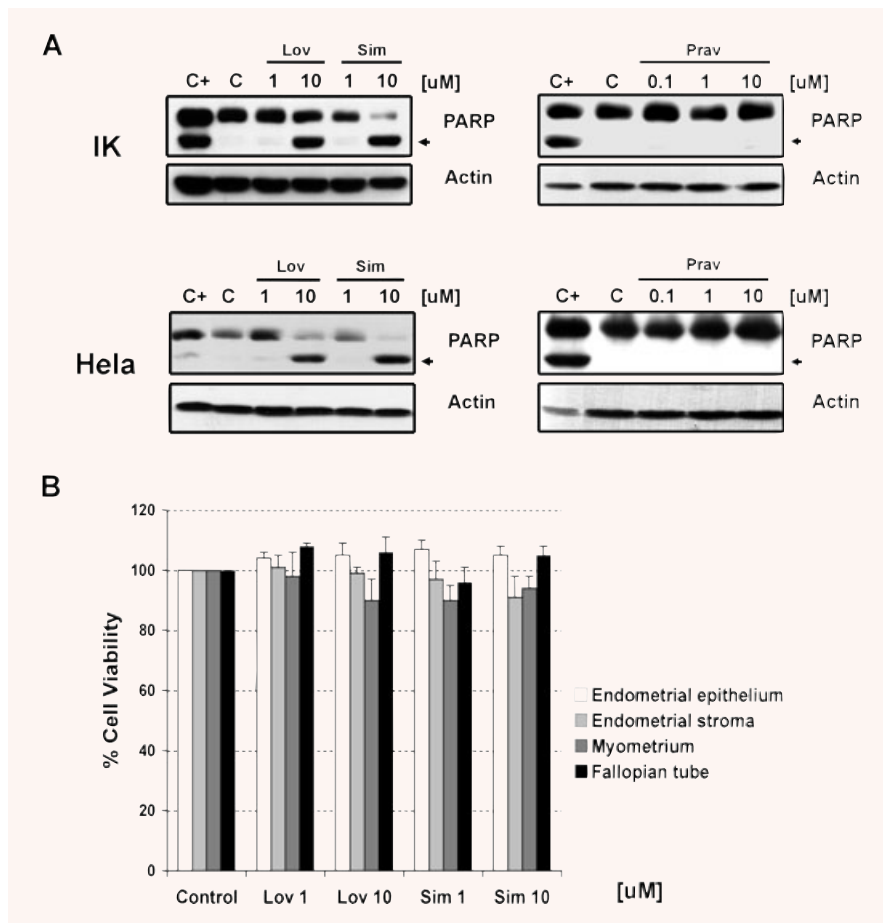 A
Lov Sim
C+ C 1 10 1 10 [uM]
IK
PARP
Actin
Prav
C+ C 0.1 1 10 [uM]
PARP
Actin
Lov Sim
C+ C 1 10 1 10 [uM]
Hela
PARP
Actin
Prav
C+ C 0.1 1 10 [uM]
PARP
Actin
B
120
100
80
60
40
20
0
% Cell Viability
Control Lov 1 Lov 10 Sim 1 Sim 10 [uM]
Endometrial epithelium
Endometrial stroma
Myometrium
Fallopian tube